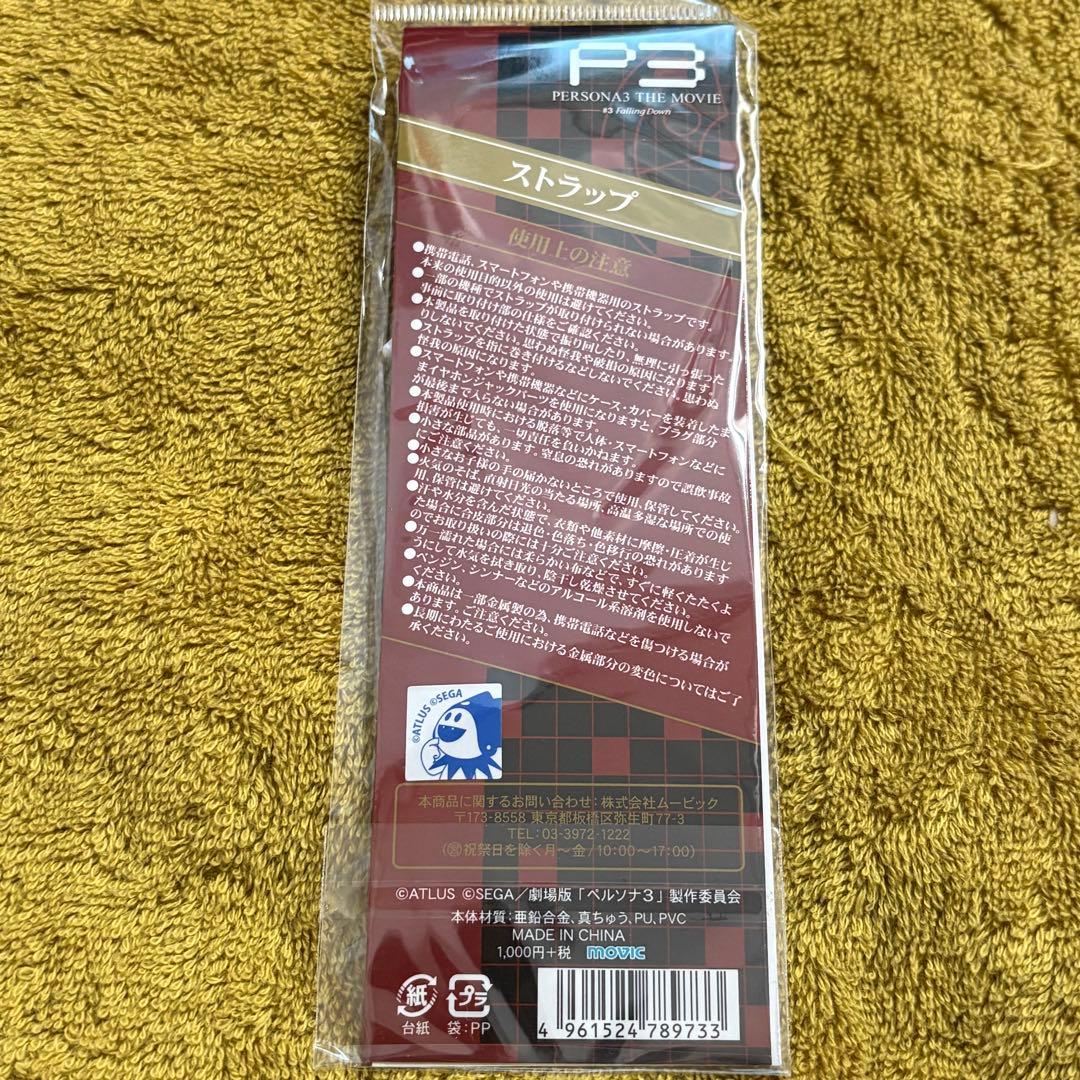 P3
PERSONA3 THE MOVIE
#3 Falling Down
ストラップ
使用上の注意
●携帯電話、スマートフォンや携帯機器用のストラップです。
本来の使用目的以外の使用は避けてください。
●一部の機種でストラップが取り付けられない場合があります。
事前に取り付け部の仕様をご確認ください。
●本製品を取り付けた状態で振り回したり、無理に引っ張った
りしないでください。思わぬ怪我や破損の原因になります。
●ストラップを指に巻き付けるなどしないでください。思わぬ
怪我の原因になります。
●スマートフォンや携帯機器などにケース・カバーを装着したま
まイヤホンジャックパーツを使用になりますと、プラグ部分
が最後まで入らない場合があります。
●本製品使用時における脱落等で人体・スマートフォンなどに
損害が生じても、一切責任を負いかねます。
●小さな部品があります。窒息の恐れがありますので誤飲事故
にご注意ください。
●小さなお子様の手の届かないところで使用、保管してください。
●火気のそば、直射日光の当たる場所、高温多湿な場所での使
用、保管は避けてください。
●汗や水分を含んだ状態で、衣類や他素材に摩擦・圧着が生じ
た場合に合皮部分は退色・色落ち・色移行の恐れがあります
のでお取り扱いの際には十分ご注意ください。
●万一濡れた場合には柔らかい布などで、すぐに軽くたたくよ
うにして水気を拭き取り、陰干し乾燥させてください。
●ベンジン、シンナーなどのアルコール系溶剤を使用しないで
ください。
●本商品は一部金属製の為、携帯電話などを傷つける場合が
あります。ご注意ください。
●長期にわたるご使用における金属部分の変色についてはご了
承ください。
©ATLUS ©SEGA
本商品に関するお問い合わせ:株式会社ムービック
〒173-8558 東京都板橋区弥生町77-3
TEL:03-3972-1222
(㊡祝祭日を除く月～金/10:00～17:00)
©ATLUS ©SEGA/劇場版「ペルソナ3」製作委員会
本体材質:亜鉛合金、真ちゅう、PU、PVC
MADE IN CHINA
1,000円+税 movic
紙 プラ
台紙 袋:PP
4 961524 789733